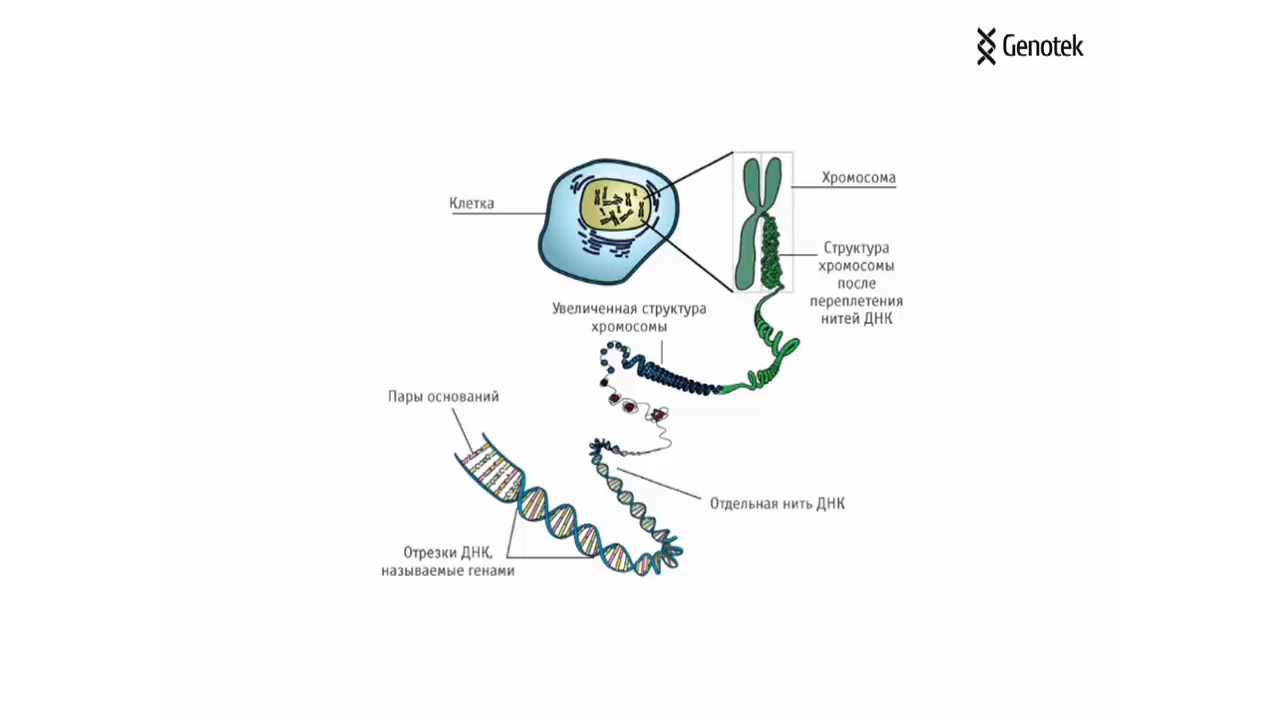 Genotek
Клетка
Хромосома
Структура
хромосомы
после
переплетения
нитей ДНК
Увеличенная структура
хромосомы
Пары оснований
Отдельная нить ДНК
Отрезки ДНК,
называемые генами